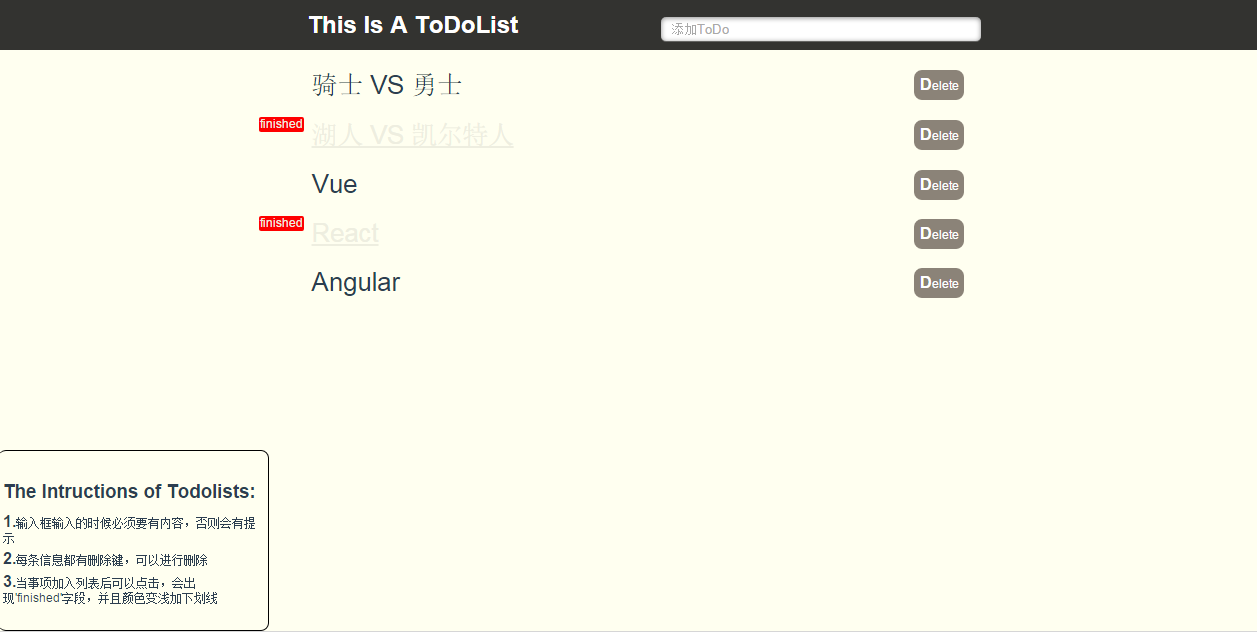 This Is A ToDoList
添加ToDo
骑士 VS 勇士
Delete
finished
湖人 VS 凯尔特人
Delete
Vue
Delete
finished
React
Delete
Angular
Delete
The Intructions of Todolists:
1.输入框输入的时候必须要有内容，否则会有提
示
2.每条信息都有删除键，可以进行删除
3.当事项加入列表后可以点击，会出
现'finished'字段，并且颜色变浅加下划线